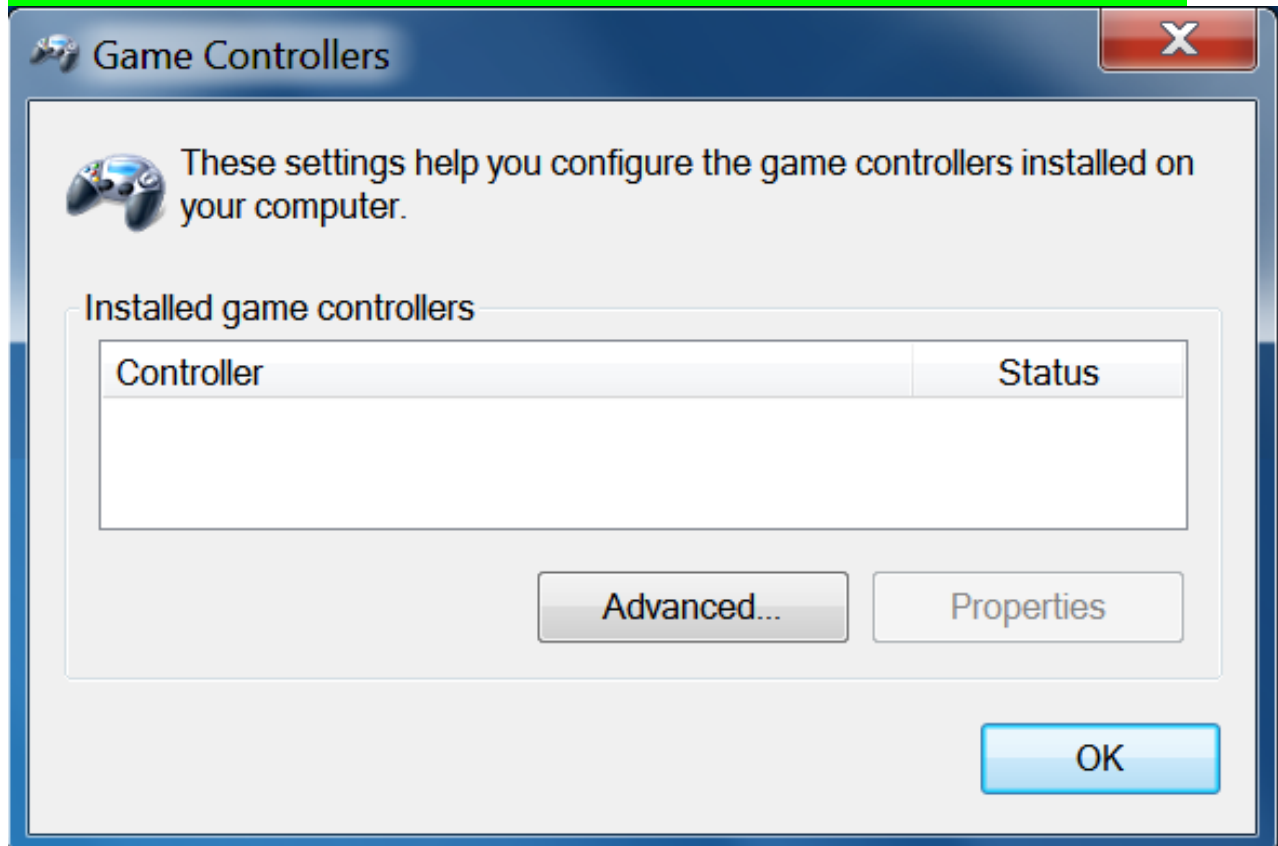 Game Controllers
These settings help you configure the game controllers installed on
your computer.
Installed game controllers
Controller Status
Advanced... Properties
OK